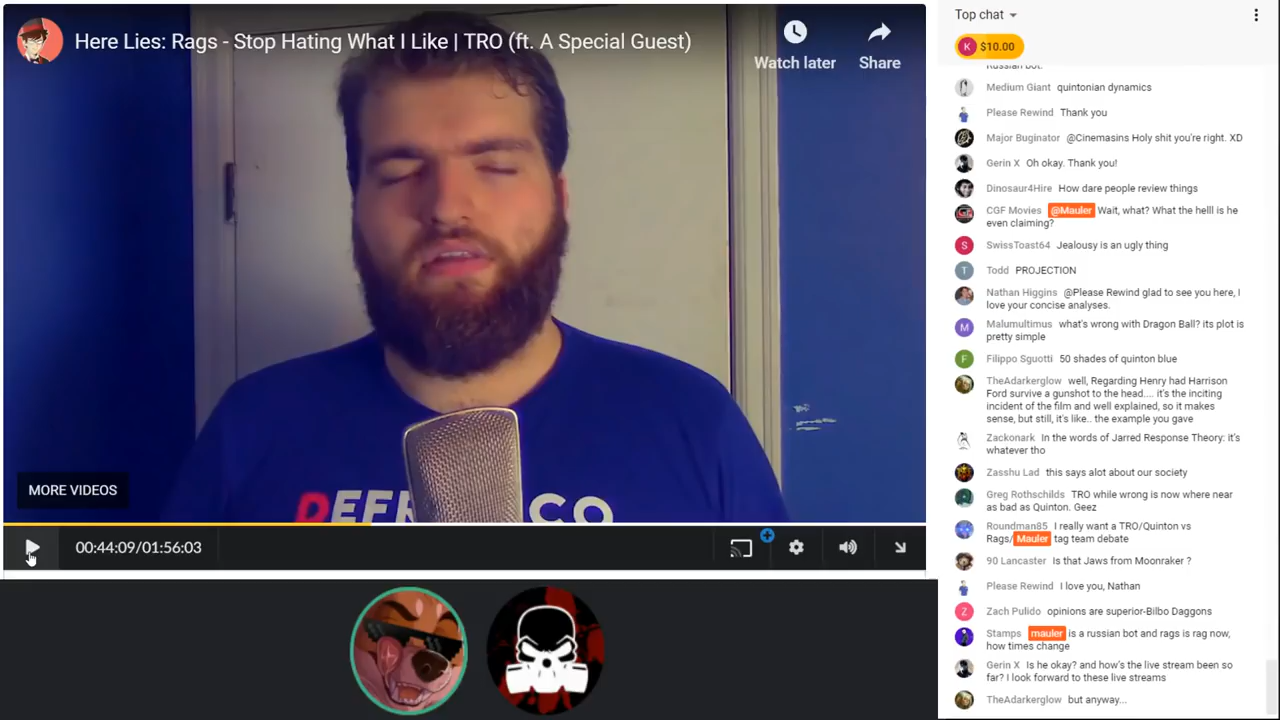 Here Lies: Rags - Stop Hating What I Like | TRO (ft. A Special Guest)
Watch later
Share
DEFR
CO
MORE VIDEOS
00:44:09/01:56:03
Top chat
K $10.00
Russian bot.
Medium Giant quintonian dynamics
Please Rewind Thank you
Major Buginator @Cinemasins Holy shit you're right. XD
Gerin X Oh okay. Thank you!
Dinosaur4Hire How dare people review things
CGF Movies @Mauler Wait, what? What the helll is he
even claiming?
S
SwissToast64 Jealousy is an ugly thing
T
Todd PROJECTION
Nathan Higgins @Please Rewind glad to see you here, I
love your concise analyses.
M
Malumultimus what's wrong with Dragon Ball? its plot is
pretty simple
F
Filippo Sguotti 50 shades of quinton blue
TheAdarkerglow well, Regarding Henry had Harrison
Ford survive a gunshot to the head.... it's the inciting
incident of the film and well explained, so it makes
sense, but still, it's like.. the example you gave
Zackonark In the words of Jarred Response Theory: it's
whatever tho
Zasshu Lad this says alot about our society
Greg Rothschilds TRO while wrong is now where near
as bad as Quinton. Geez
Roundman85 I really want a TRO/Quinton vs
Rags/Mauler tag team debate
90 Lancaster Is that Jaws from Moonraker ?
Please Rewind I love you, Nathan
Z
Zach Pulido opinions are superior-Bilbo Daggons
Stamps mauler is a russian bot and rags is rag now,
how times change
Gerin X Is he okay? and how's the live stream been so
far? I look forward to these live streams
TheAdarkerglow but anyway...